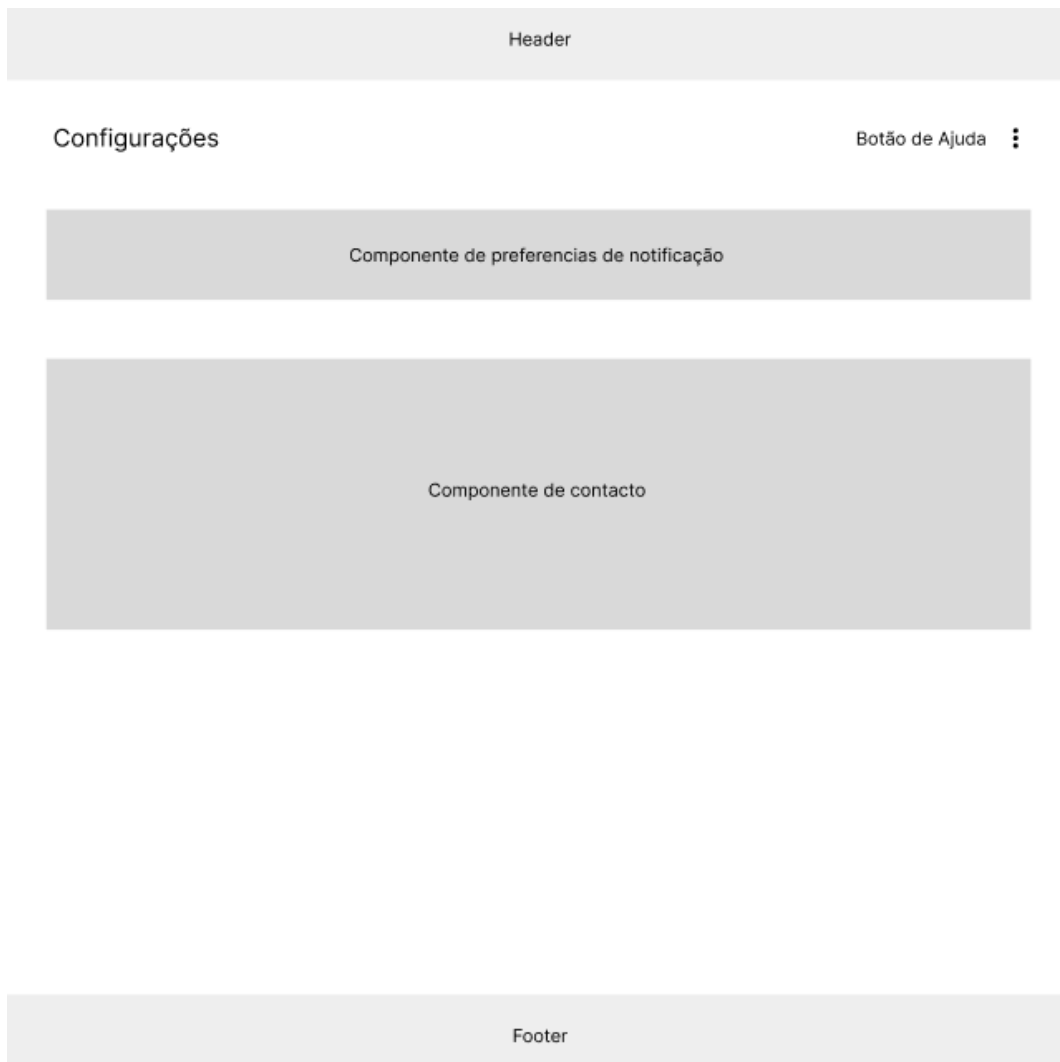 Header
Configurações
Botão de Ajuda
Componente de preferencias de notificação
Componente de contacto
Footer